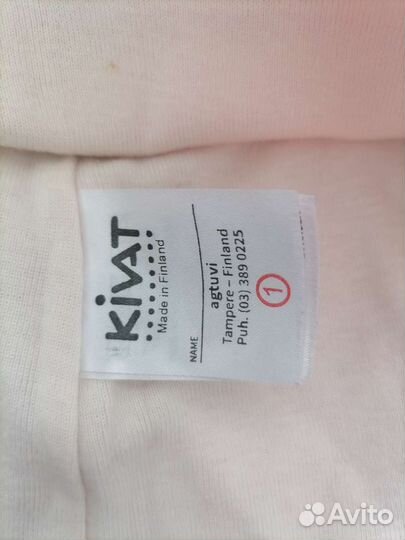 KIVAT
Made in Finland
NAME
agtuvi
Tampere – Finland
Puh. (03) 389 0225
1
Avito